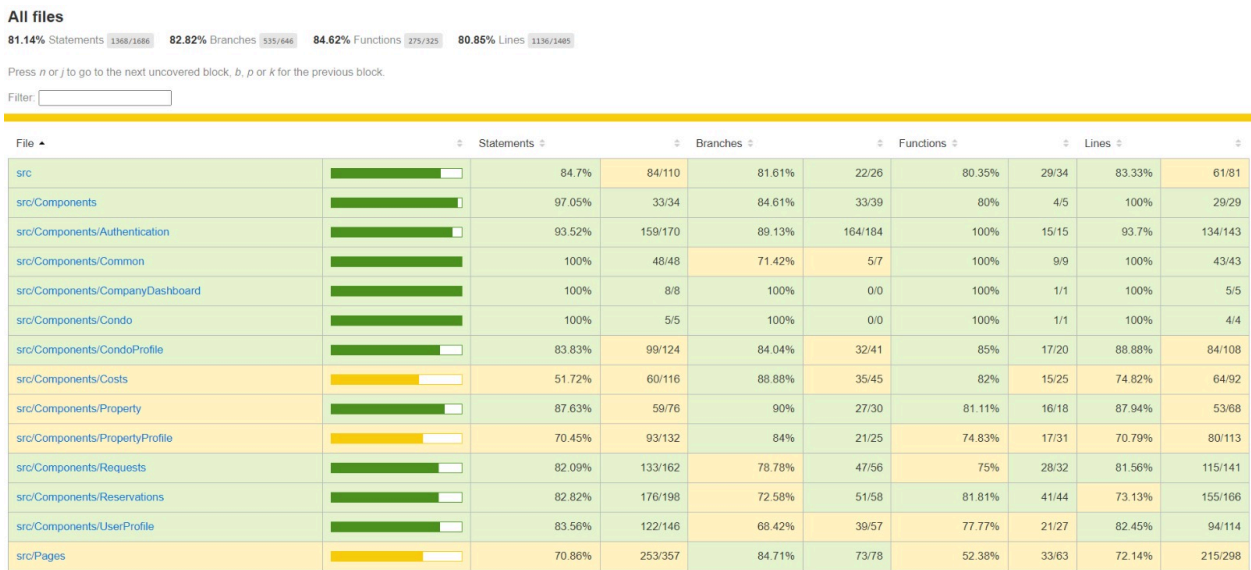 All files
81.14% Statements 1368/1686 82.82% Branches 535/646 84.62% Functions 275/325 80.85% Lines 1136/1405
Press n or j to go to the next uncovered block, b, p or k for the previous block.
Filter:
File Statements Branches Functions Lines
src 84.7% 84/110 81.61% 22/26 80.35% 29/34 83.33% 61/81
src/Components 97.05% 33/34 84.61% 33/39 80% 4/5 100% 29/29
src/Components/Authentication 93.52% 159/170 89.13% 164/184 100% 15/15 93.7% 134/143
src/Components/Common 100% 48/48 71.42% 5/7 100% 9/9 100% 43/43
src/Components/CompanyDashboard 100% 8/8 100% 0/0 100% 1/1 100% 5/5
src/Components/Condo 100% 5/5 100% 0/0 100% 1/1 100% 4/4
src/Components/CondoProfile 83.83% 99/124 84.04% 32/41 85% 17/20 88.88% 84/108
src/Components/Costs 51.72% 60/116 88.88% 35/45 82% 15/25 74.82% 64/92
src/Components/Property 87.63% 59/76 90% 27/30 81.11% 16/18 87.94% 53/68
src/Components/PropertyProfile 70.45% 93/132 84% 21/25 74.83% 17/31 70.79% 80/113
src/Components/Requests 82.09% 133/162 78.78% 47/56 75% 28/32 81.56% 115/141
src/Components/Reservations 82.82% 176/198 72.58% 51/58 81.81% 41/44 73.13% 155/166
src/Components/UserProfile 83.56% 122/146 68.42% 39/57 77.77% 21/27 82.45% 94/114
src/Pages 70.86% 253/357 84.71% 73/78 52.38% 33/63 72.14% 215/298